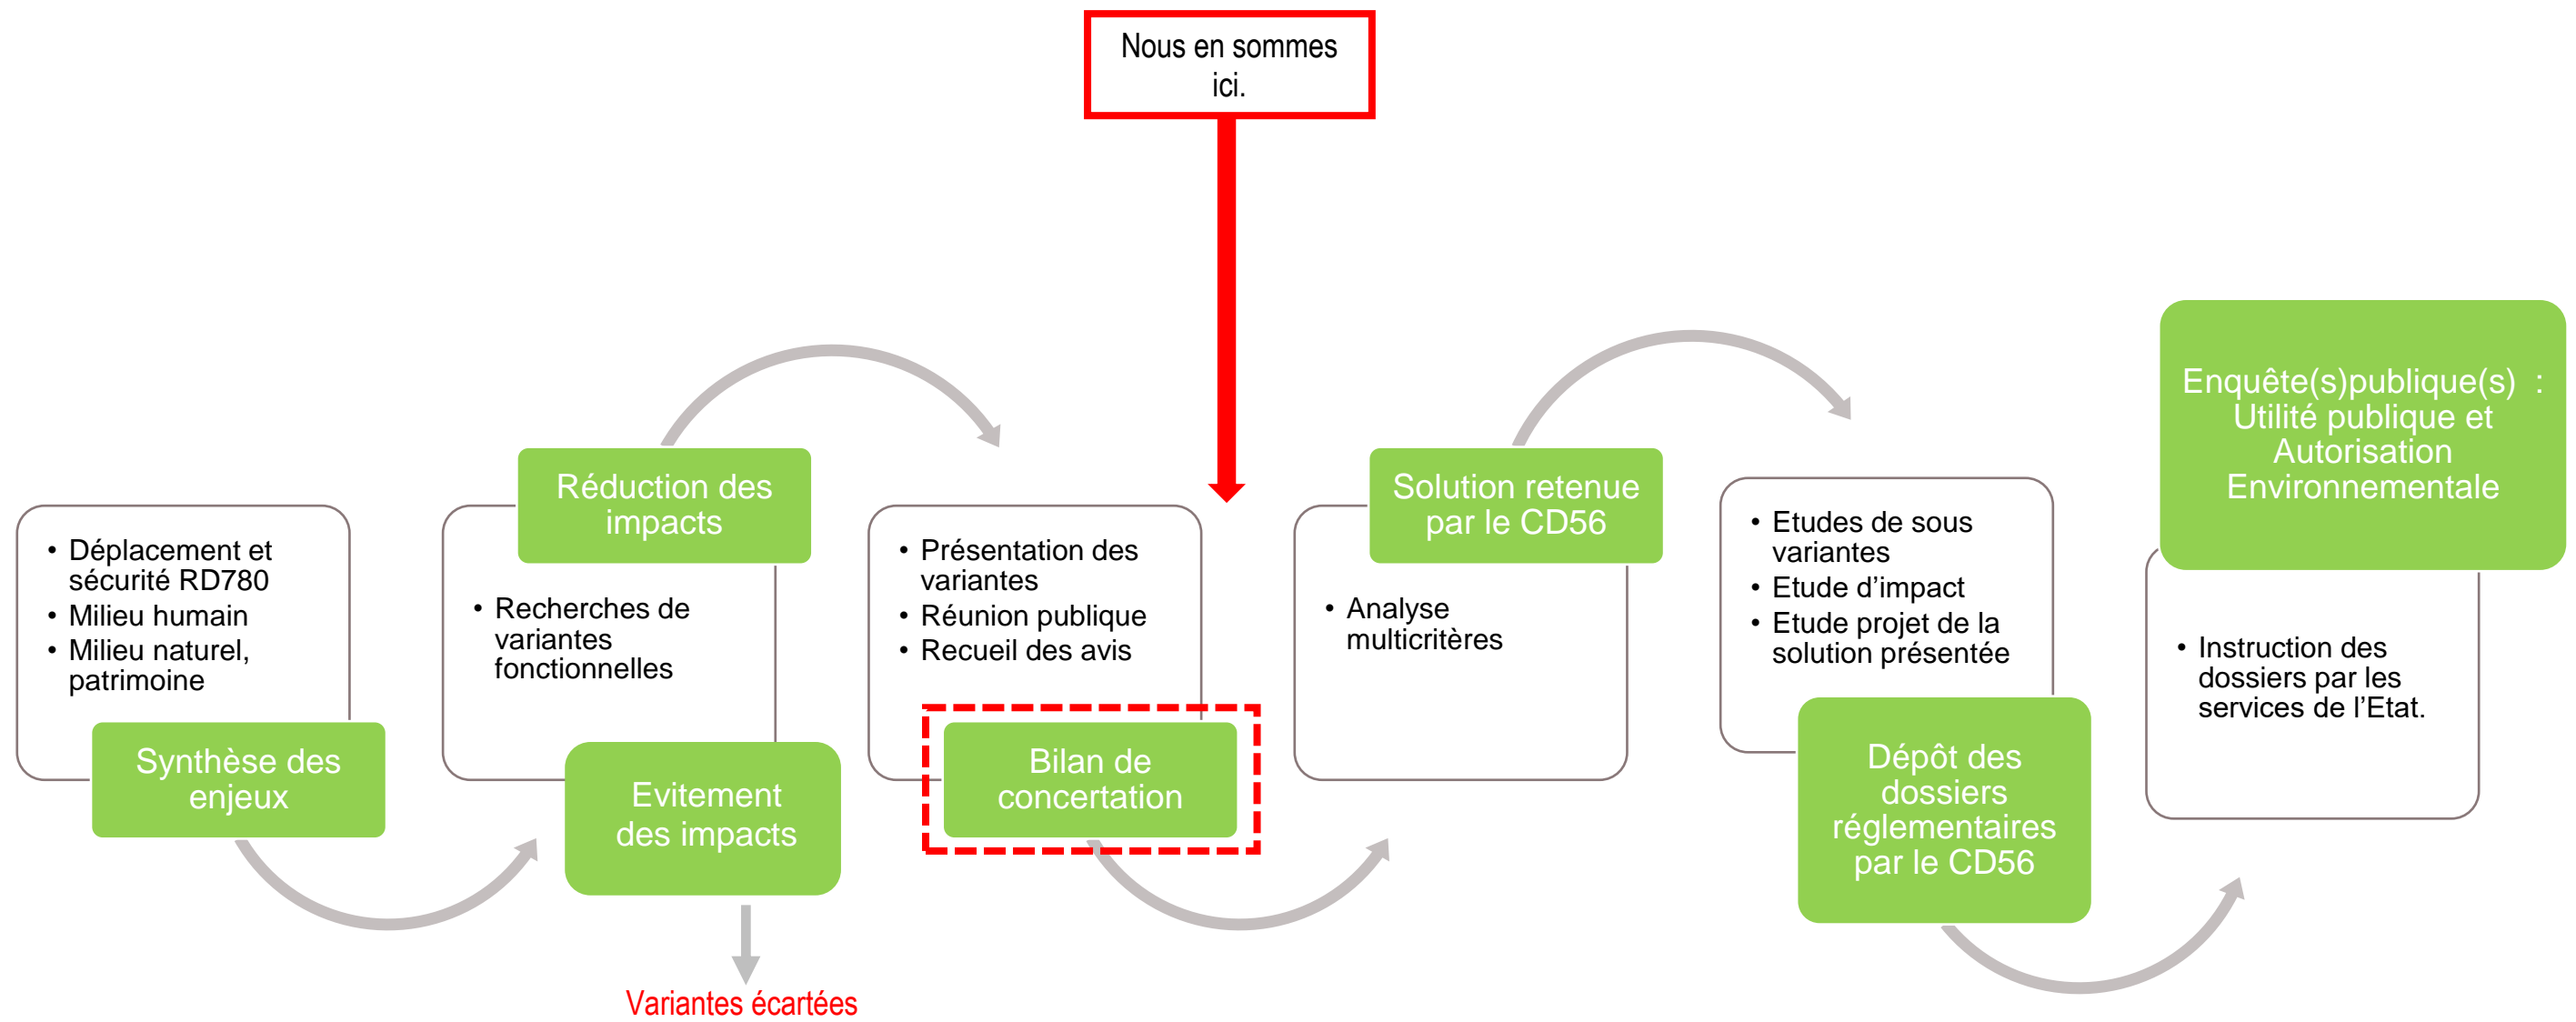 Nous en sommes
ici.
• Déplacement et
sécurité RD780
• Milieu humain
• Milieu naturel,
patrimoine
Synthèse des
enjeux
Réduction des
impacts
• Recherches de
variantes
fonctionnelles
Evitement
des impacts
Variantes écartées
• Présentation des
variantes
• Réunion publique
• Recueil des avis
Bilan de
concertation
Solution retenue
par le CD56
• Analyse
multicritères
• Etudes de sous
variantes
• Etude d’impact
• Etude projet de la
solution présentée
Dépôt des
dossiers
réglementaires
par le CD56
Enquête(s)publique(s) :
Utilité publique et
Autorisation
Environnementale
• Instruction des
dossiers par les
services de l’Etat.